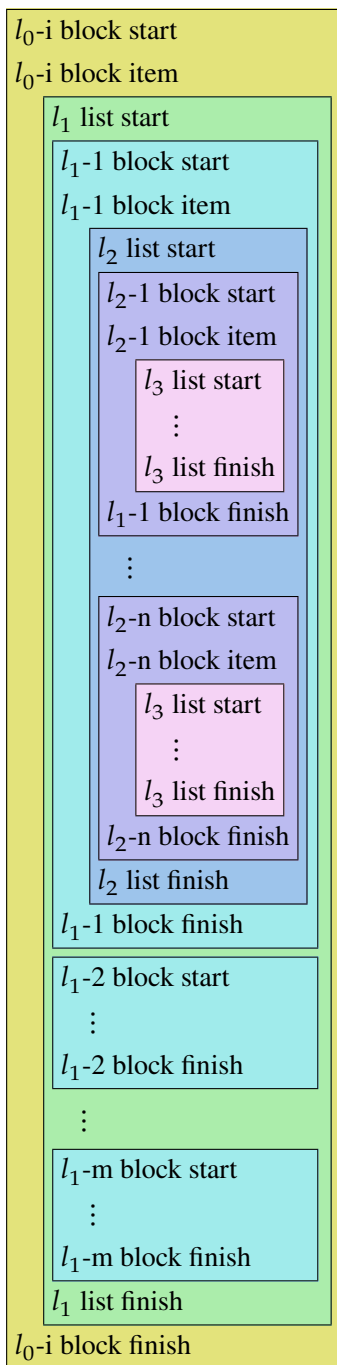 l₀-i block start
l₀-i block item
l₁ list start
l₁-1 block start
l₁-1 block item
l₂ list start
l₂-1 block start
l₂-1 block item
l₃ list start
⋮
l₃ list finish
l₁-1 block finish
⋮
l₂-n block start
l₂-n block item
l₃ list start
⋮
l₃ list finish
l₂-n block finish
l₂ list finish
l₁-1 block finish
l₁-2 block start
⋮
l₁-2 block finish
⋮
l₁-m block start
⋮
l₁-m block finish
l₁ list finish
l₀-i block finish